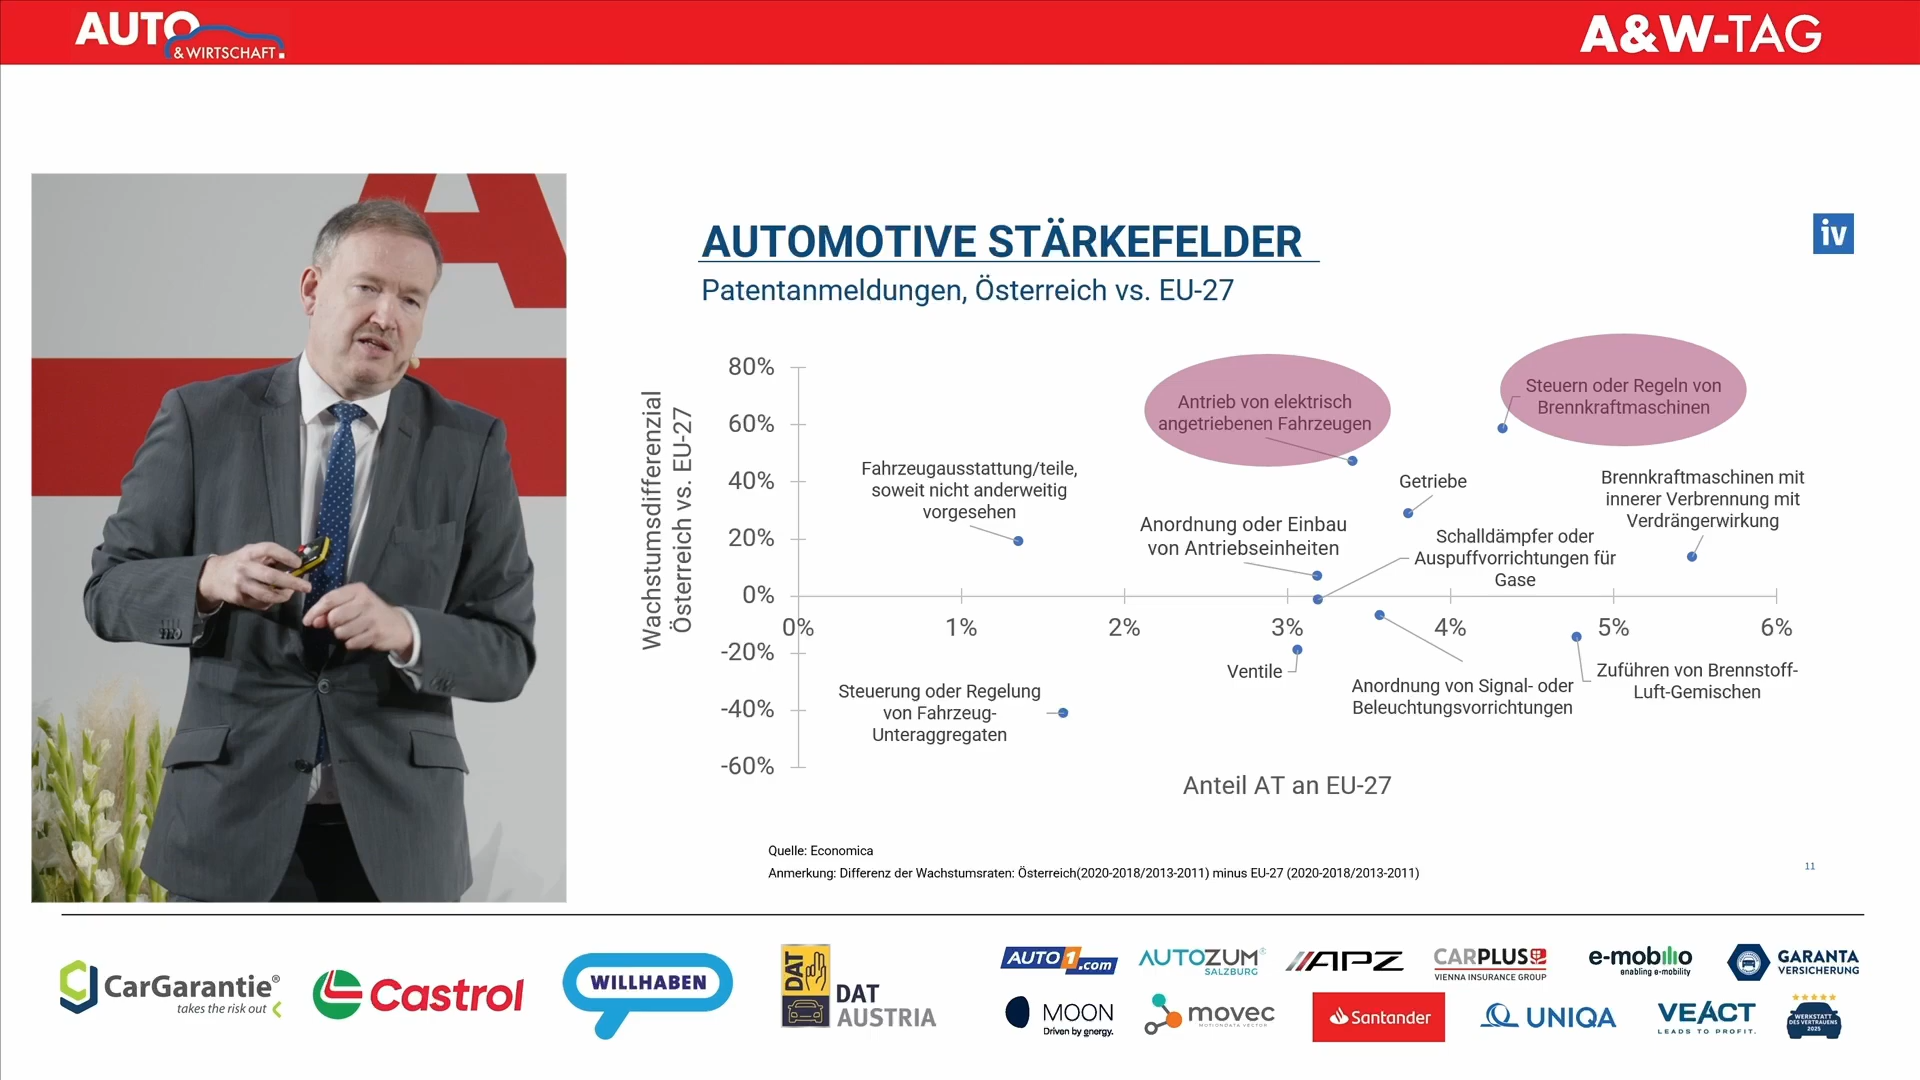 AUTO
& WIRTSCHAFT.
A&W-TAG
AUTOMOTIVE STÄRKEFELDER
iv
Patentanmeldungen, Österreich vs. EU-27
Wachstumsdifferenzial
Österreich vs. EU-27
80%
60%
40%
20%
0%
-20%
-40%
-60%
0%
1%
2%
3%
4%
5%
6%
Antrieb von elektrisch
angetriebenen Fahrzeugen
Steuern oder Regeln von
Brennkraftmaschinen
Fahrzeugausstattung/teile,
soweit nicht anderweitig
vorgesehen
Getriebe
Brennkraftmaschinen mit
innerer Verbrennung mit
Verdrängerwirkung
Anordnung oder Einbau
von Antriebseinheiten
Schalldämpfer oder
Auspuffvorrichtungen für
Gase
Ventile
Steuerung oder Regelung
von Fahrzeug-
Unteraggregaten
Anordnung von Signal- oder
Beleuchtungsvorrichtungen
Zuführen von Brennstoff-
Luft-Gemischen
Anteil AT an EU-27
Quelle: Economica
Anmerkung: Differenz der Wachstumsraten: Österreich(2020-2018/2013-2011) minus EU-27 (2020-2018/2013-2011)
11
CarGarantie®
takes the risk out
Castrol
WILLHABEN
DAT
DAT
AUSTRIA
AUTO1.com
AUTOZUM®
SALZBURG
APZ
CARPLUS
VIENNA INSURANCE GROUP
e-mobilio
enabling e-mobility
GARANTA
VERSICHERUNG
MOON
Driven by gnergy.
movec
MOTIONDATA VECTOR
Santander
UNIQA
VEACT
LEADS TO PROFIT.
WERKSTATT
DES VERTRAUENS
2025